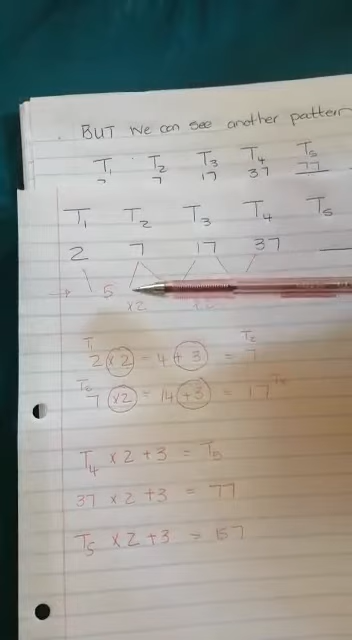 BUT we can see another pattern
T1 T2 T3 T4 T5
7 17 37 77
T1 T2 T3 T4 T5
2 7 17 37
5
x2
T1 T2
2 x2 = 4 +3 = 7
T2
7 x2 = 14 +3 = 17
T4 x 2 + 3 = T5
37 x 2 + 3 = 77
T5 x 2 + 3 = 157